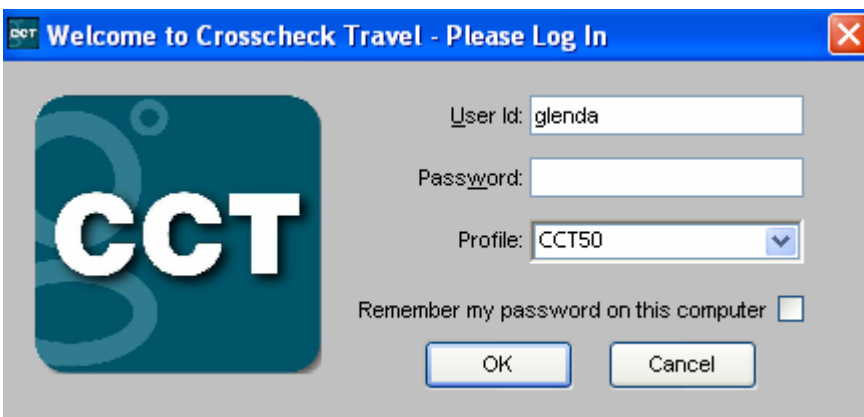 CCT Welcome to Crosscheck Travel - Please Log In
CCT
User Id: glenda
Password:
Profile: CCT50
Remember my password on this computer
OK Cancel